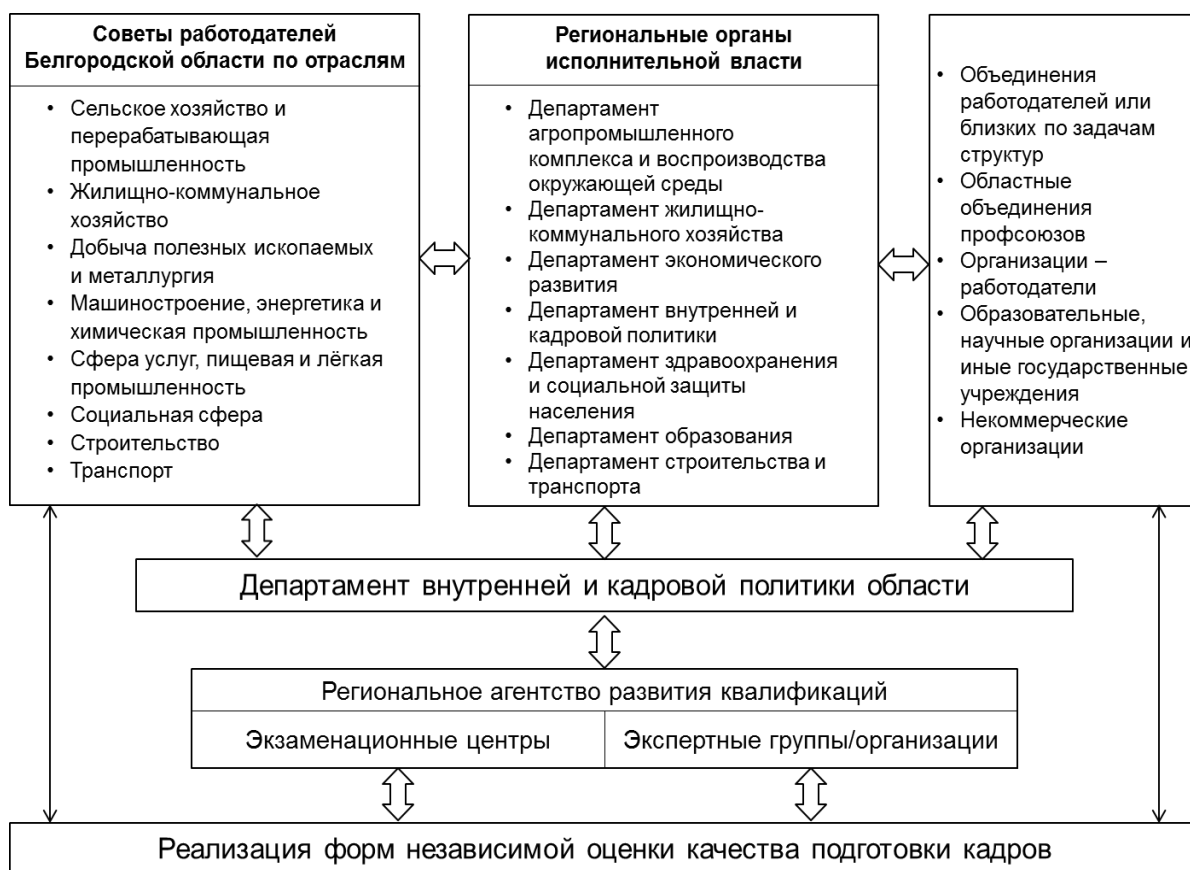 Советы работодателей
Белгородской области по отраслям
• Сельское хозяйство и
перерабатывающая
промышленность
• Жилищно-коммунальное
хозяйство
• Добыча полезных ископаемых
и металлургия
• Машиностроение, энергетика и
химическая промышленность
• Сфера услуг, пищевая и лёгкая
промышленность
• Социальная сфера
• Строительство
• Транспорт
Региональные органы
исполнительной власти
• Департамент
агропромышленного
комплекса и воспроизводства
окружающей среды
• Департамент жилищно-
коммунального хозяйства
• Департамент экономического
развития
• Департамент внутренней и
кадровой политики
• Департамент здравоохранения
и социальной защиты
населения
• Департамент образования
• Департамент строительства и
транспорта
• Объединения
работодателей или
близких по задачам
структур
• Областные
объединения
профсоюзов
• Организации –
работодатели
• Образовательные,
научные организации и
иные государственные
учреждения
• Некоммерческие
организации
Департамент внутренней и кадровой политики области
Региональное агентство развития квалификаций
Экзаменационные центры
Экспертные группы/организации
Реализация форм независимой оценки качества подготовки кадров